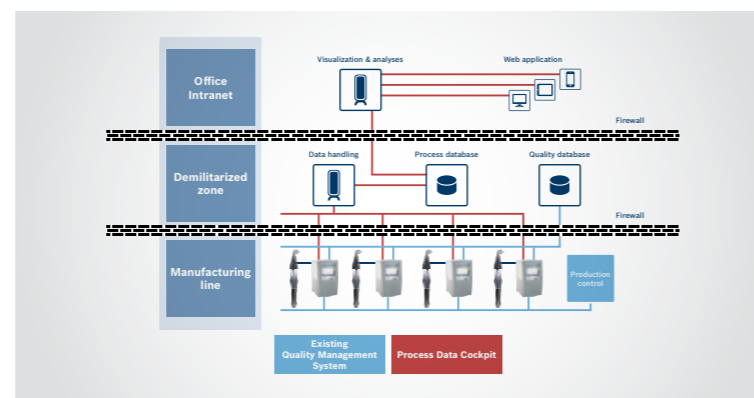 Visualization & analyses
Web application
Office
Intranet
Firewall
Data handling
Process database
Quality database
Demilitarized
zone
Firewall
Manufacturing
line
Production
control
Existing
Quality Management
System
Process Data Cockpit